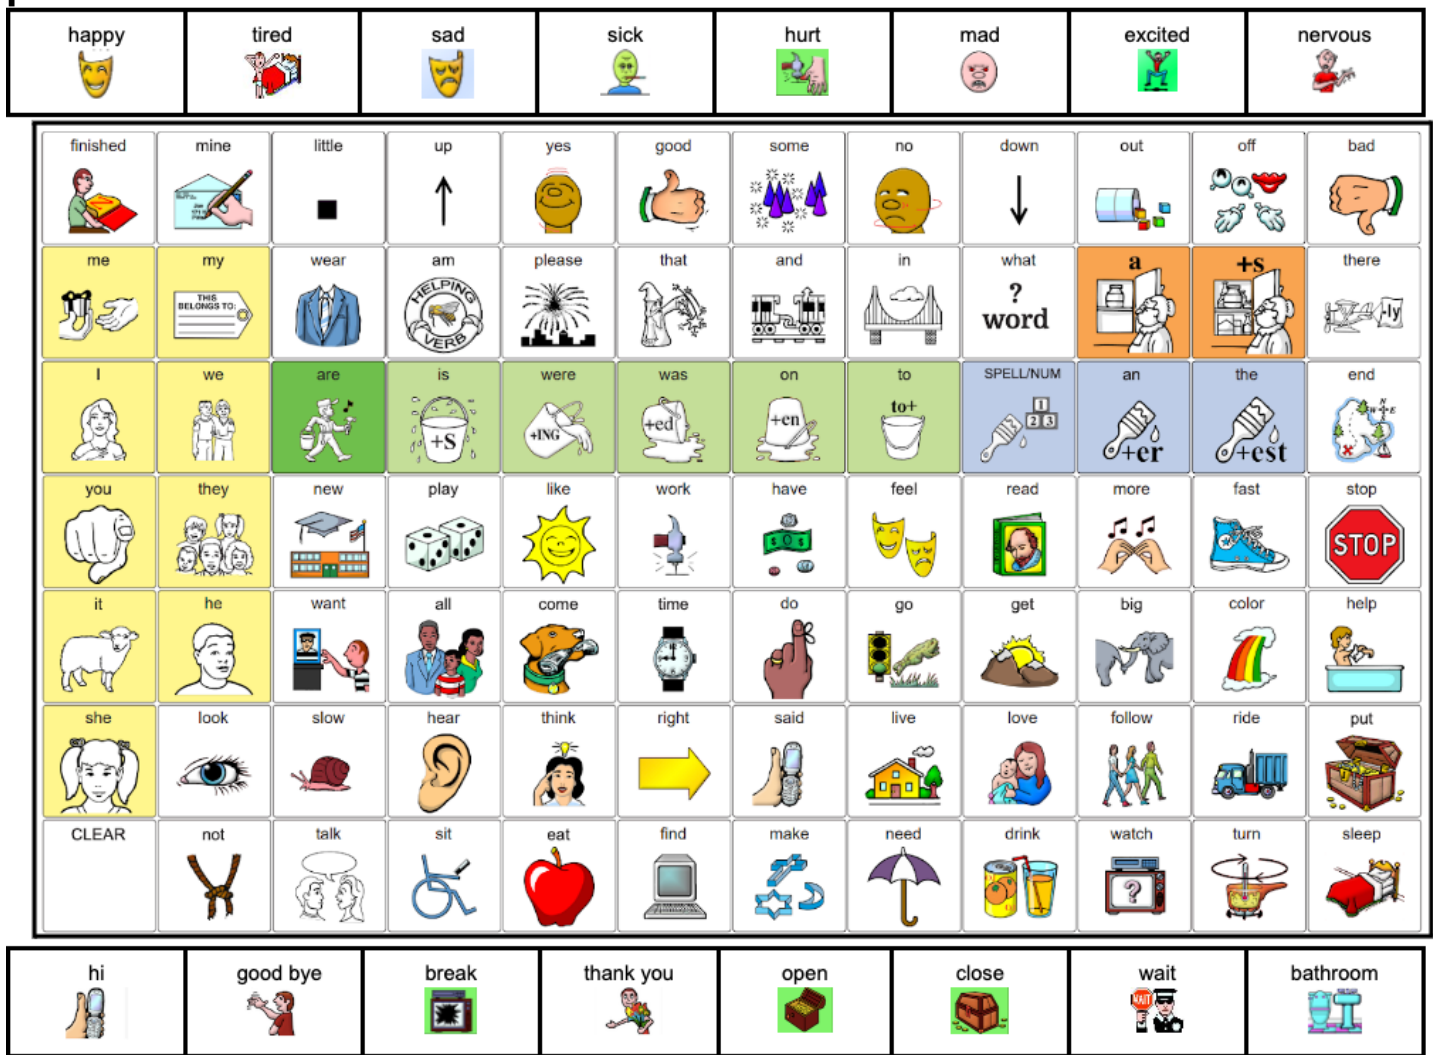 happy tired sad sick hurt mad excited nervous
finished mine little up yes good some no down out off bad
me my wear am please that and in what a +s there
THIS BELONGS TO: HELPING VERB ? word -ly
I we are is were was on to SPELL/NUM an the end
+S +ING +ed +en to+ 1 2 3 +er +est N W E
you they new play like work have feel read more fast stop
STOP
it he want all come time do go get big color help
she look slow hear think right said live love follow ride put
CLEAR not talk sit eat find make need drink watch turn sleep
?
hi good bye break thank you open close wait bathroom
WAIT